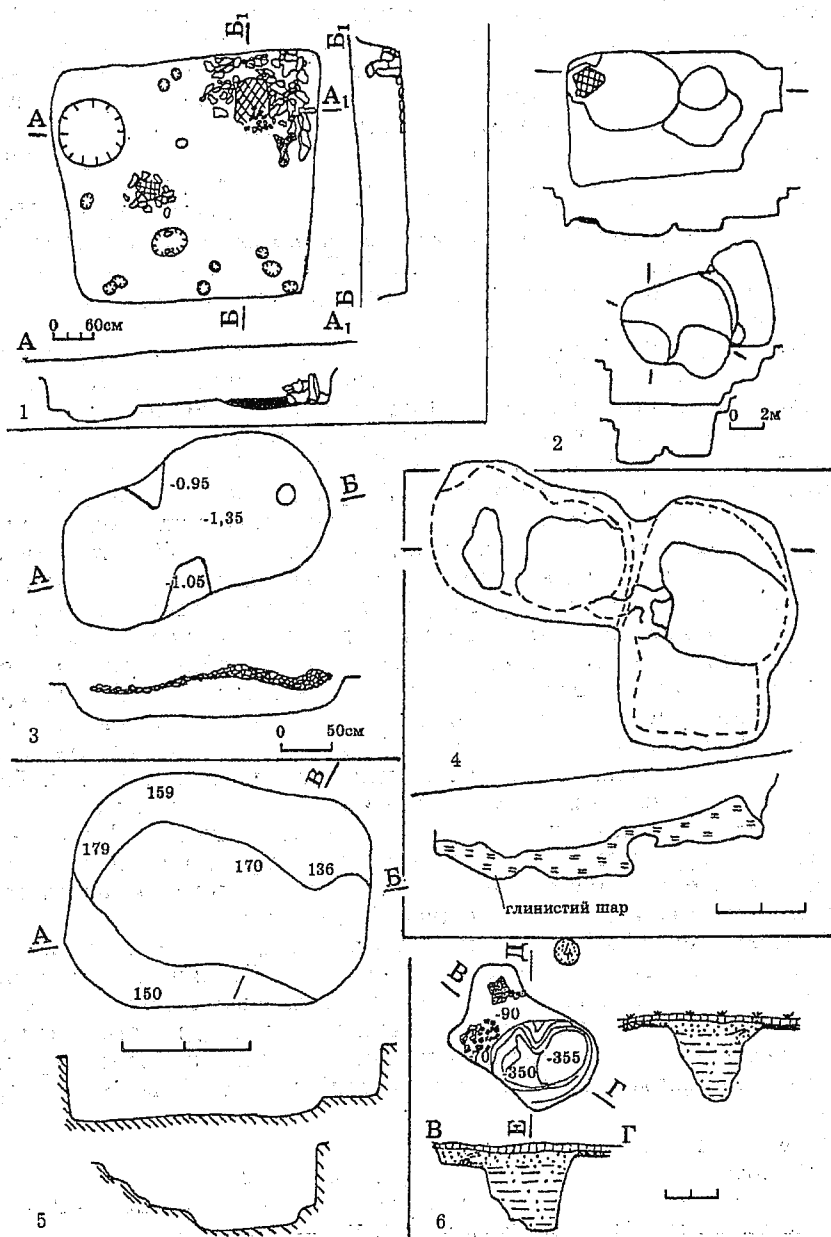 Б₁
Б₁
А
А₁
Б
Б
0 60см
А
А₁
1
2
0 2м
-0.95
Б
-1,35
А
-1.05
3
0 50см
4
глинистий шар
В
159
179
170
136
Б
А
150
5
Д
В
-90
0
-350
-355
Г
Е
В
Г
6